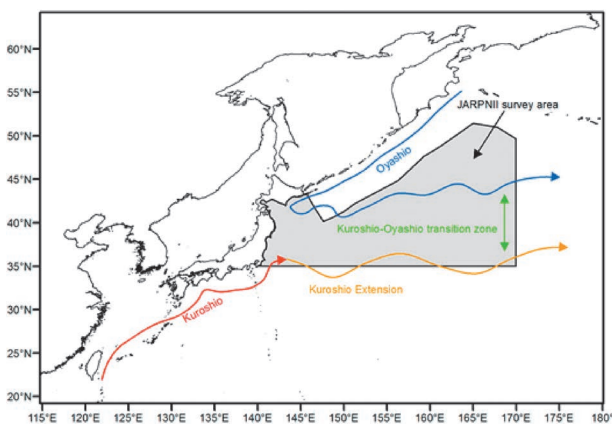 60°N
55°N
50°N
45°N
40°N
35°N
30°N
25°N
20°N
JARPNII survey area
Oyashio
Kuroshio-Oyashio transition zone
Kuroshio Extension
Kuroshio
115°E 120°E 125°E 130°E 135°E 140°E 145°E 150°E 155°E 160°E 165°E 170°E 175°E 180°